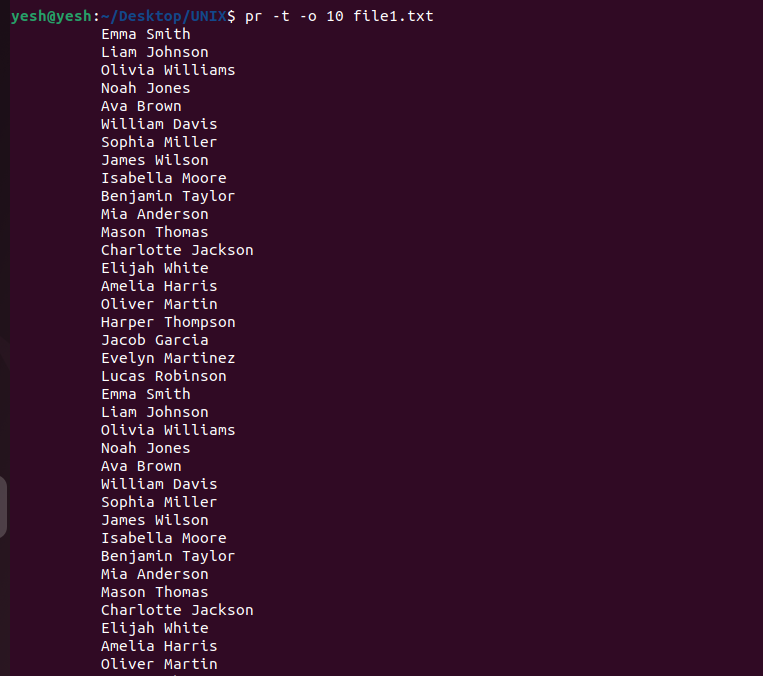 yesh@yesh:~/Desktop/UNIX$ pr -t -o 10 file1.txt
Emma Smith
Liam Johnson
Olivia Williams
Noah Jones
Ava Brown
William Davis
Sophia Miller
James Wilson
Isabella Moore
Benjamin Taylor
Mia Anderson
Mason Thomas
Charlotte Jackson
Elijah White
Amelia Harris
Oliver Martin
Harper Thompson
Jacob Garcia
Evelyn Martinez
Lucas Robinson
Emma Smith
Liam Johnson
Olivia Williams
Noah Jones
Ava Brown
William Davis
Sophia Miller
James Wilson
Isabella Moore
Benjamin Taylor
Mia Anderson
Mason Thomas
Charlotte Jackson
Elijah White
Amelia Harris
Oliver Martin